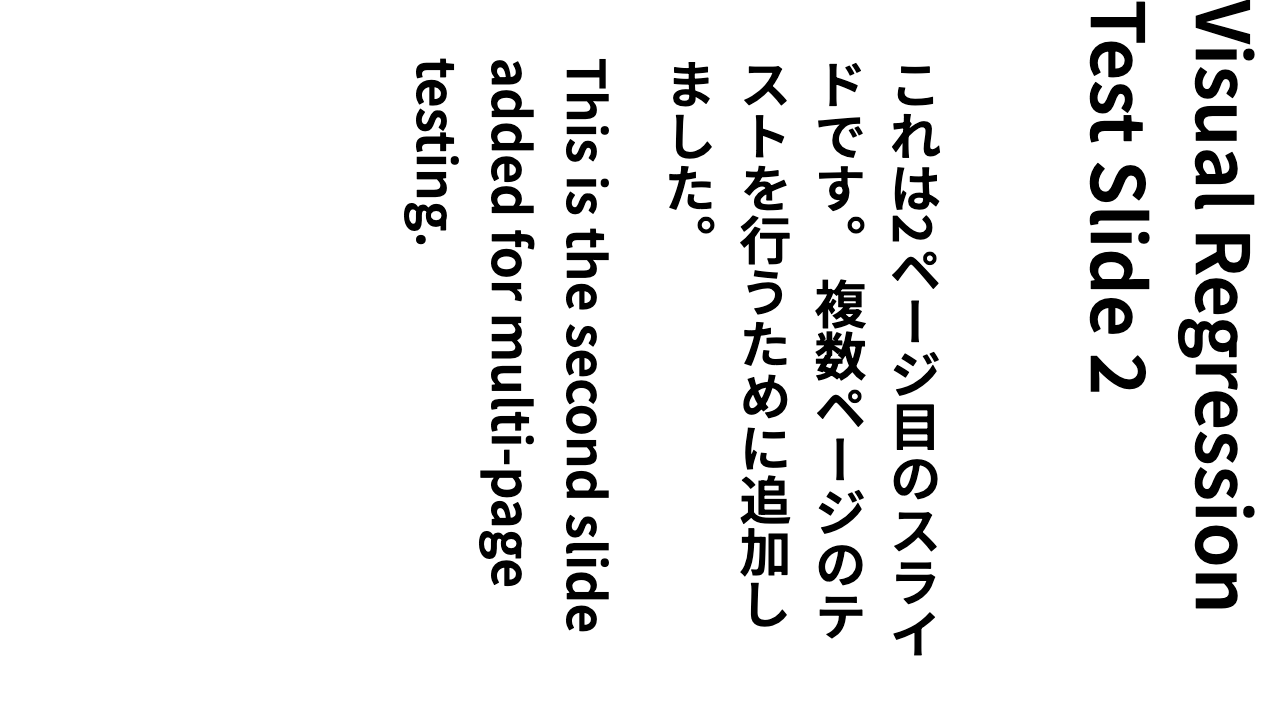 Visual Regression
Test Slide 2
これは2ページ目のスライ
ドです。 複数ページのテ
ストを行うために追加し
ました。
This is the second slide
added for multi-page
testing.